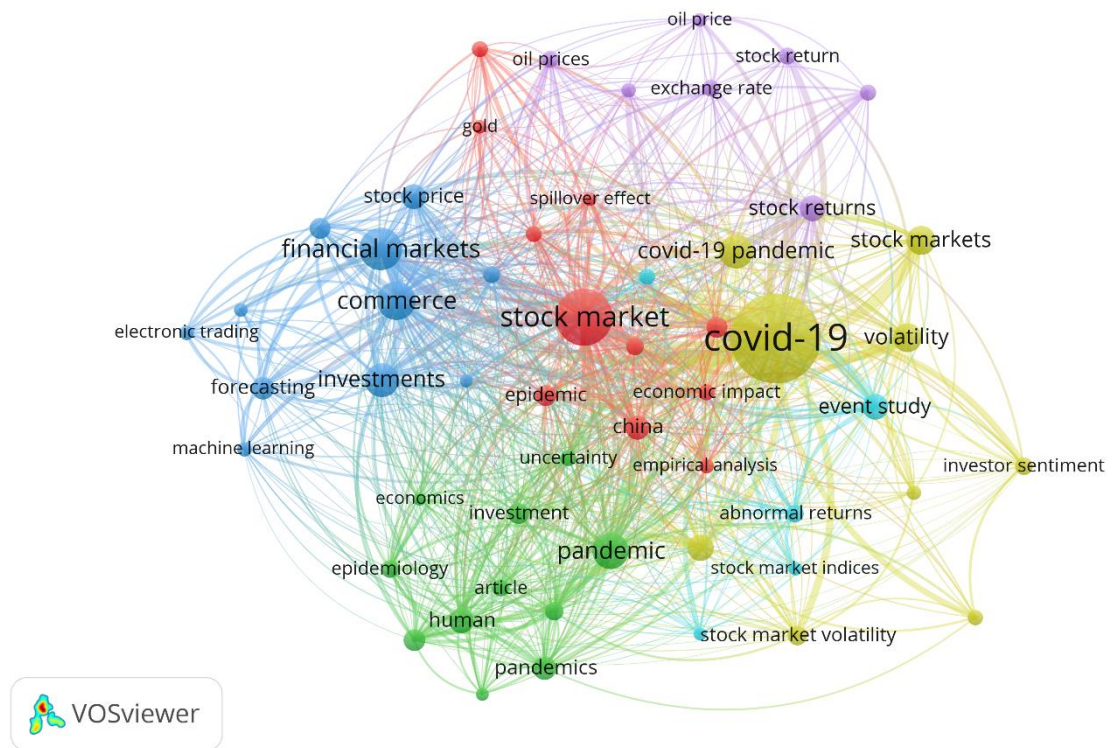 oil price
oil prices
stock return
exchange rate
gold
stock price
spillover effect
stock returns
financial markets
covid-19 pandemic
stock markets
commerce
stock market
covid-19
volatility
electronic trading
forecasting
investments
epidemic
economic impact
event study
china
machine learning
uncertainty
empirical analysis
investor sentiment
economics
investment
abnormal returns
pandemic
epidemiology
stock market indices
article
human
stock market volatility
pandemics
VOSviewer